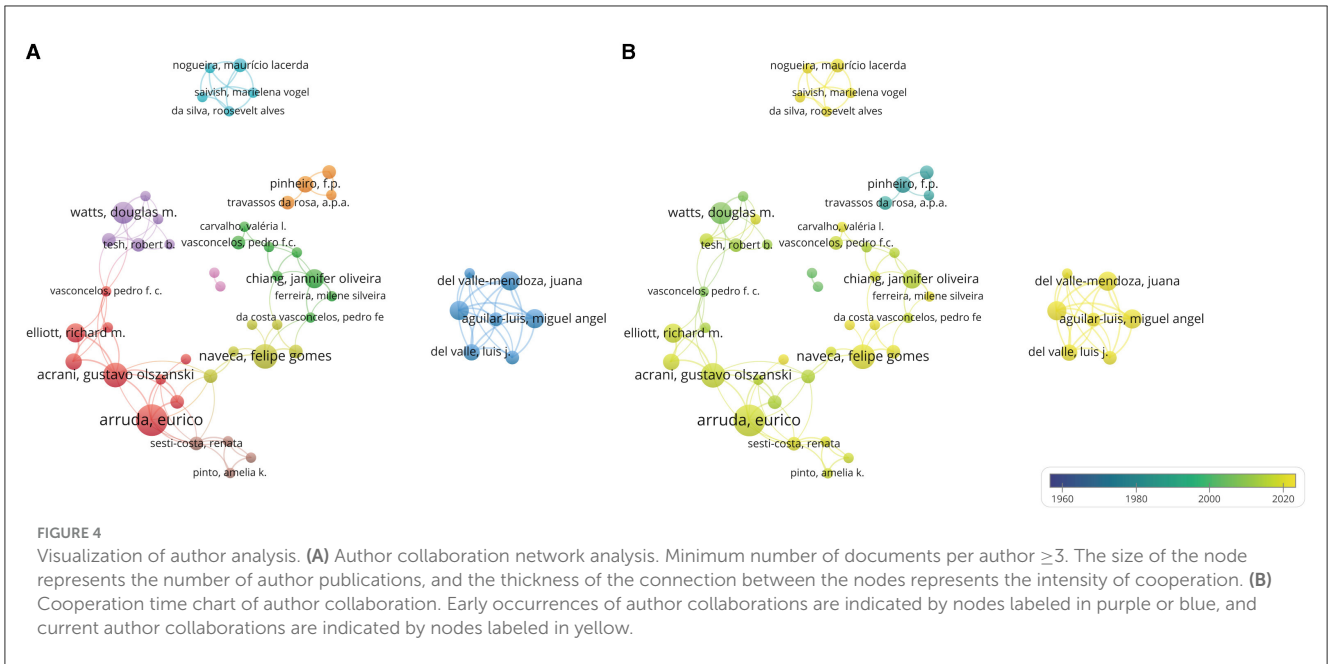 A
nogueira, maurício lacerda
saivish, marielena vogel
da silva, roosevelt alves
pinheiro, f.p.
travassos da rosa, a.p.a.
watts, douglas m.
carvalho, valéria l.
tesh, robert b.
vasconcelos, pedro f.c.
chiang, jannifer oliveira
vasconcelos, pedro f. c.
ferreira, milene silveira
da costa vasconcelos, pedro fe
elliott, richard m.
naveca, felipe gomes
acrani, gustavo olszanski
arruda, eurico
sesti-costa, renata
pinto, amelia k.
del valle-mendoza, juana
aguilar-luis, miguel angel
del valle, luis j.
B
nogueira, maurício lacerda
saivish, marielena vogel
da silva, roosevelt alves
pinheiro, f.p.
travassos da rosa, a.p.a.
watts, douglas m.
carvalho, valéria l.
tesh, robert b.
vasconcelos, pedro f.c.
chiang, jannifer oliveira
vasconcelos, pedro f. c.
ferreira, milene silveira
da costa vasconcelos, pedro fe
elliott, richard m.
naveca, felipe gomes
acrani, gustavo olszanski
arruda, eurico
sesti-costa, renata
pinto, amelia k.
del valle-mendoza, juana
aguilar-luis, miguel angel
del valle, luis j.
1960 1980 2000 2020
FIGURE 4
Visualization of author analysis. (A) Author collaboration network analysis. Minimum number of documents per author ≥3. The size of the node
represents the number of author publications, and the thickness of the connection between the nodes represents the intensity of cooperation. (B)
Cooperation time chart of author collaboration. Early occurrences of author collaborations are indicated by nodes labeled in purple or blue, and
current author collaborations are indicated by nodes labeled in yellow.